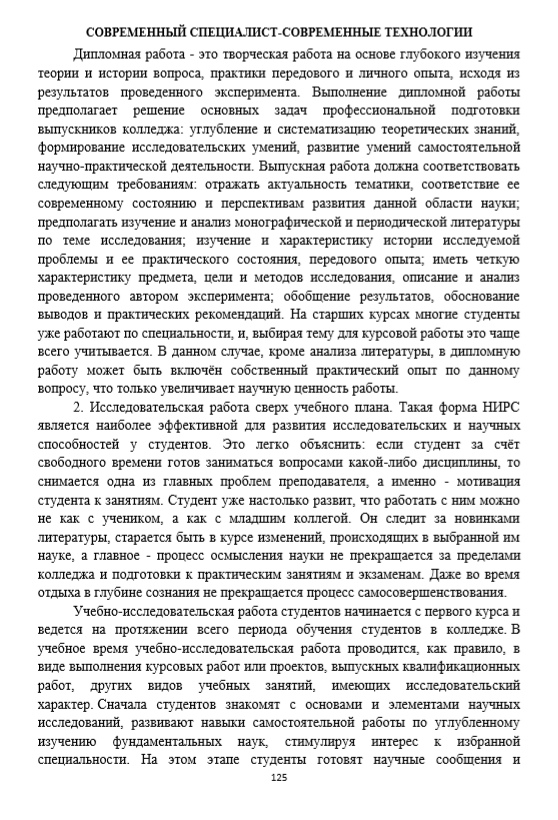 СОВРЕМЕННЫЙ СПЕЦИАЛИСТ-СОВРЕМЕННЫЕ ТЕХНОЛОГИИ
Дипломная работа - это творческая работа на основе глубокого изучения
теории и истории вопроса, практики передового и личного опыта, исходя из
результатов проведенного эксперимента. Выполнение дипломной работы
предполагает решение основных задач профессиональной подготовки
выпускников колледжа: углубление и систематизацию теоретических знаний,
формирование исследовательских умений, развитие умений самостоятельной
научно-практической деятельности. Выпускная работа должна соответствовать
следующим требованиям: отражать актуальность тематики, соответствие ее
современному состоянию и перспективам развития данной области науки;
предполагать изучение и анализ монографической и периодической литературы
по теме исследования; изучение и характеристику истории исследуемой
проблемы и ее практического состояния, передового опыта; иметь четкую
характеристику предмета, цели и методов исследования, описание и анализ
проведенного автором эксперимента; обобщение результатов, обоснование
выводов и практических рекомендаций. На старших курсах многие студенты
уже работают по специальности, и, выбирая тему для курсовой работы это чаще
всего учитывается. В данном случае, кроме анализа литературы, в дипломную
работу может быть включён собственный практический опыт по данному
вопросу, что только увеличивает научную ценность работы.
2. Исследовательская работа сверх учебного плана. Такая форма НИРС
является наиболее эффективной для развития исследовательских и научных
способностей у студентов. Это легко объяснить: если студент за счёт
свободного времени готов заниматься вопросами какой-либо дисциплины, то
снимается одна из главных проблем преподавателя, а именно - мотивация
студента к занятиям. Студент уже настолько развит, что работать с ним можно
не как с учеником, а как с младшим коллегой. Он следит за новинками
литературы, старается быть в курсе изменений, происходящих в выбранной им
науке, а главное - процесс осмысления науки не прекращается за пределами
колледжа и подготовки к практическим занятиям и экзаменам. Даже во время
отдыха в глубине сознания не прекращается процесс самосовершенствования.
Учебно-исследовательская работа студентов начинается с первого курса и
ведется на протяжении всего периода обучения студентов в колледже. В
учебное время учебно-исследовательская работа проводится, как правило, в
виде выполнения курсовых работ или проектов, выпускных квалификационных
работ, других видов учебных занятий, имеющих исследовательский
характер. Сначала студентов знакомят с основами и элементами научных
исследований, развивают навыки самостоятельной работы по углубленному
изучению фундаментальных наук, стимулируя интерес к избранной
специальности. На этом этапе студенты готовят научные сообщения и
125